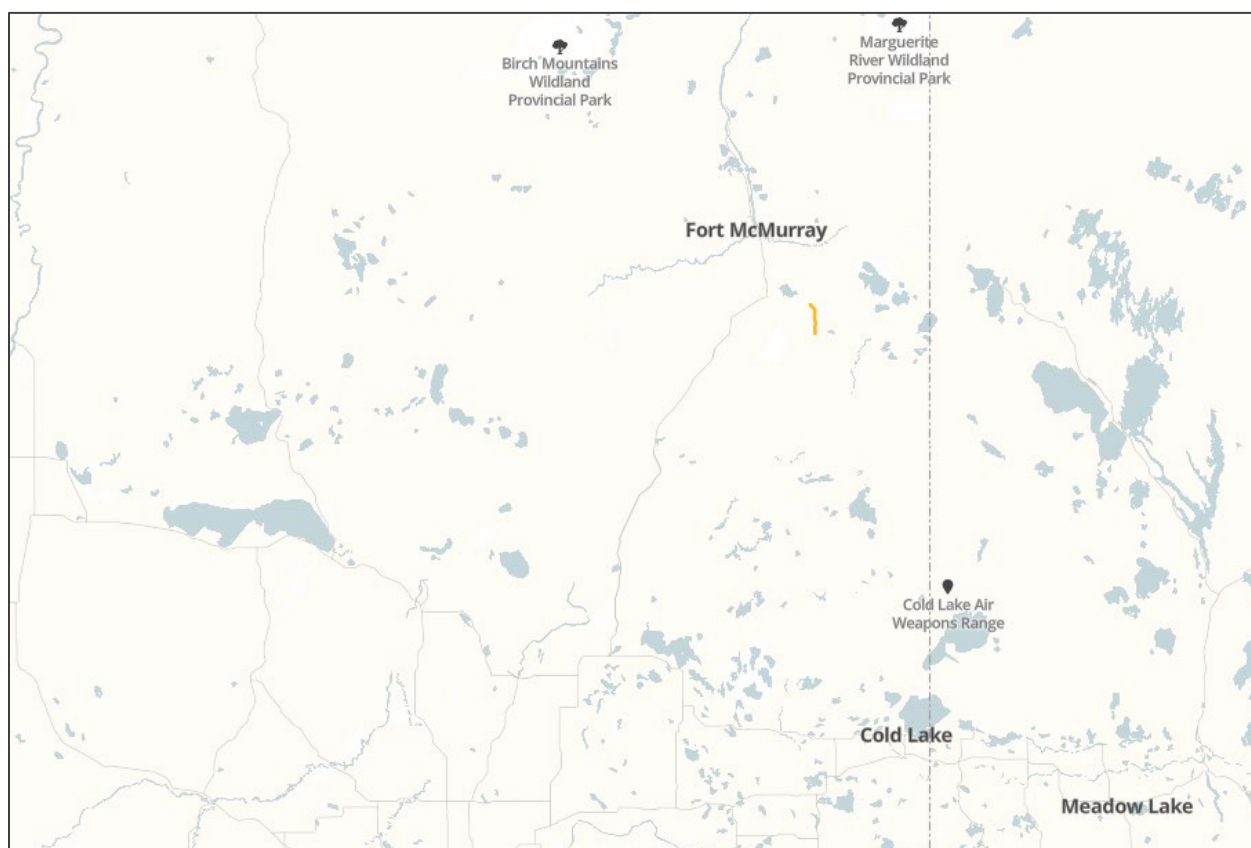 Birch Mountains
Wildland
Provincial Park
Marguerite
River Wildland
Provincial Park
Fort McMurray
Cold Lake Air
Weapons Range
Cold Lake
Meadow Lake